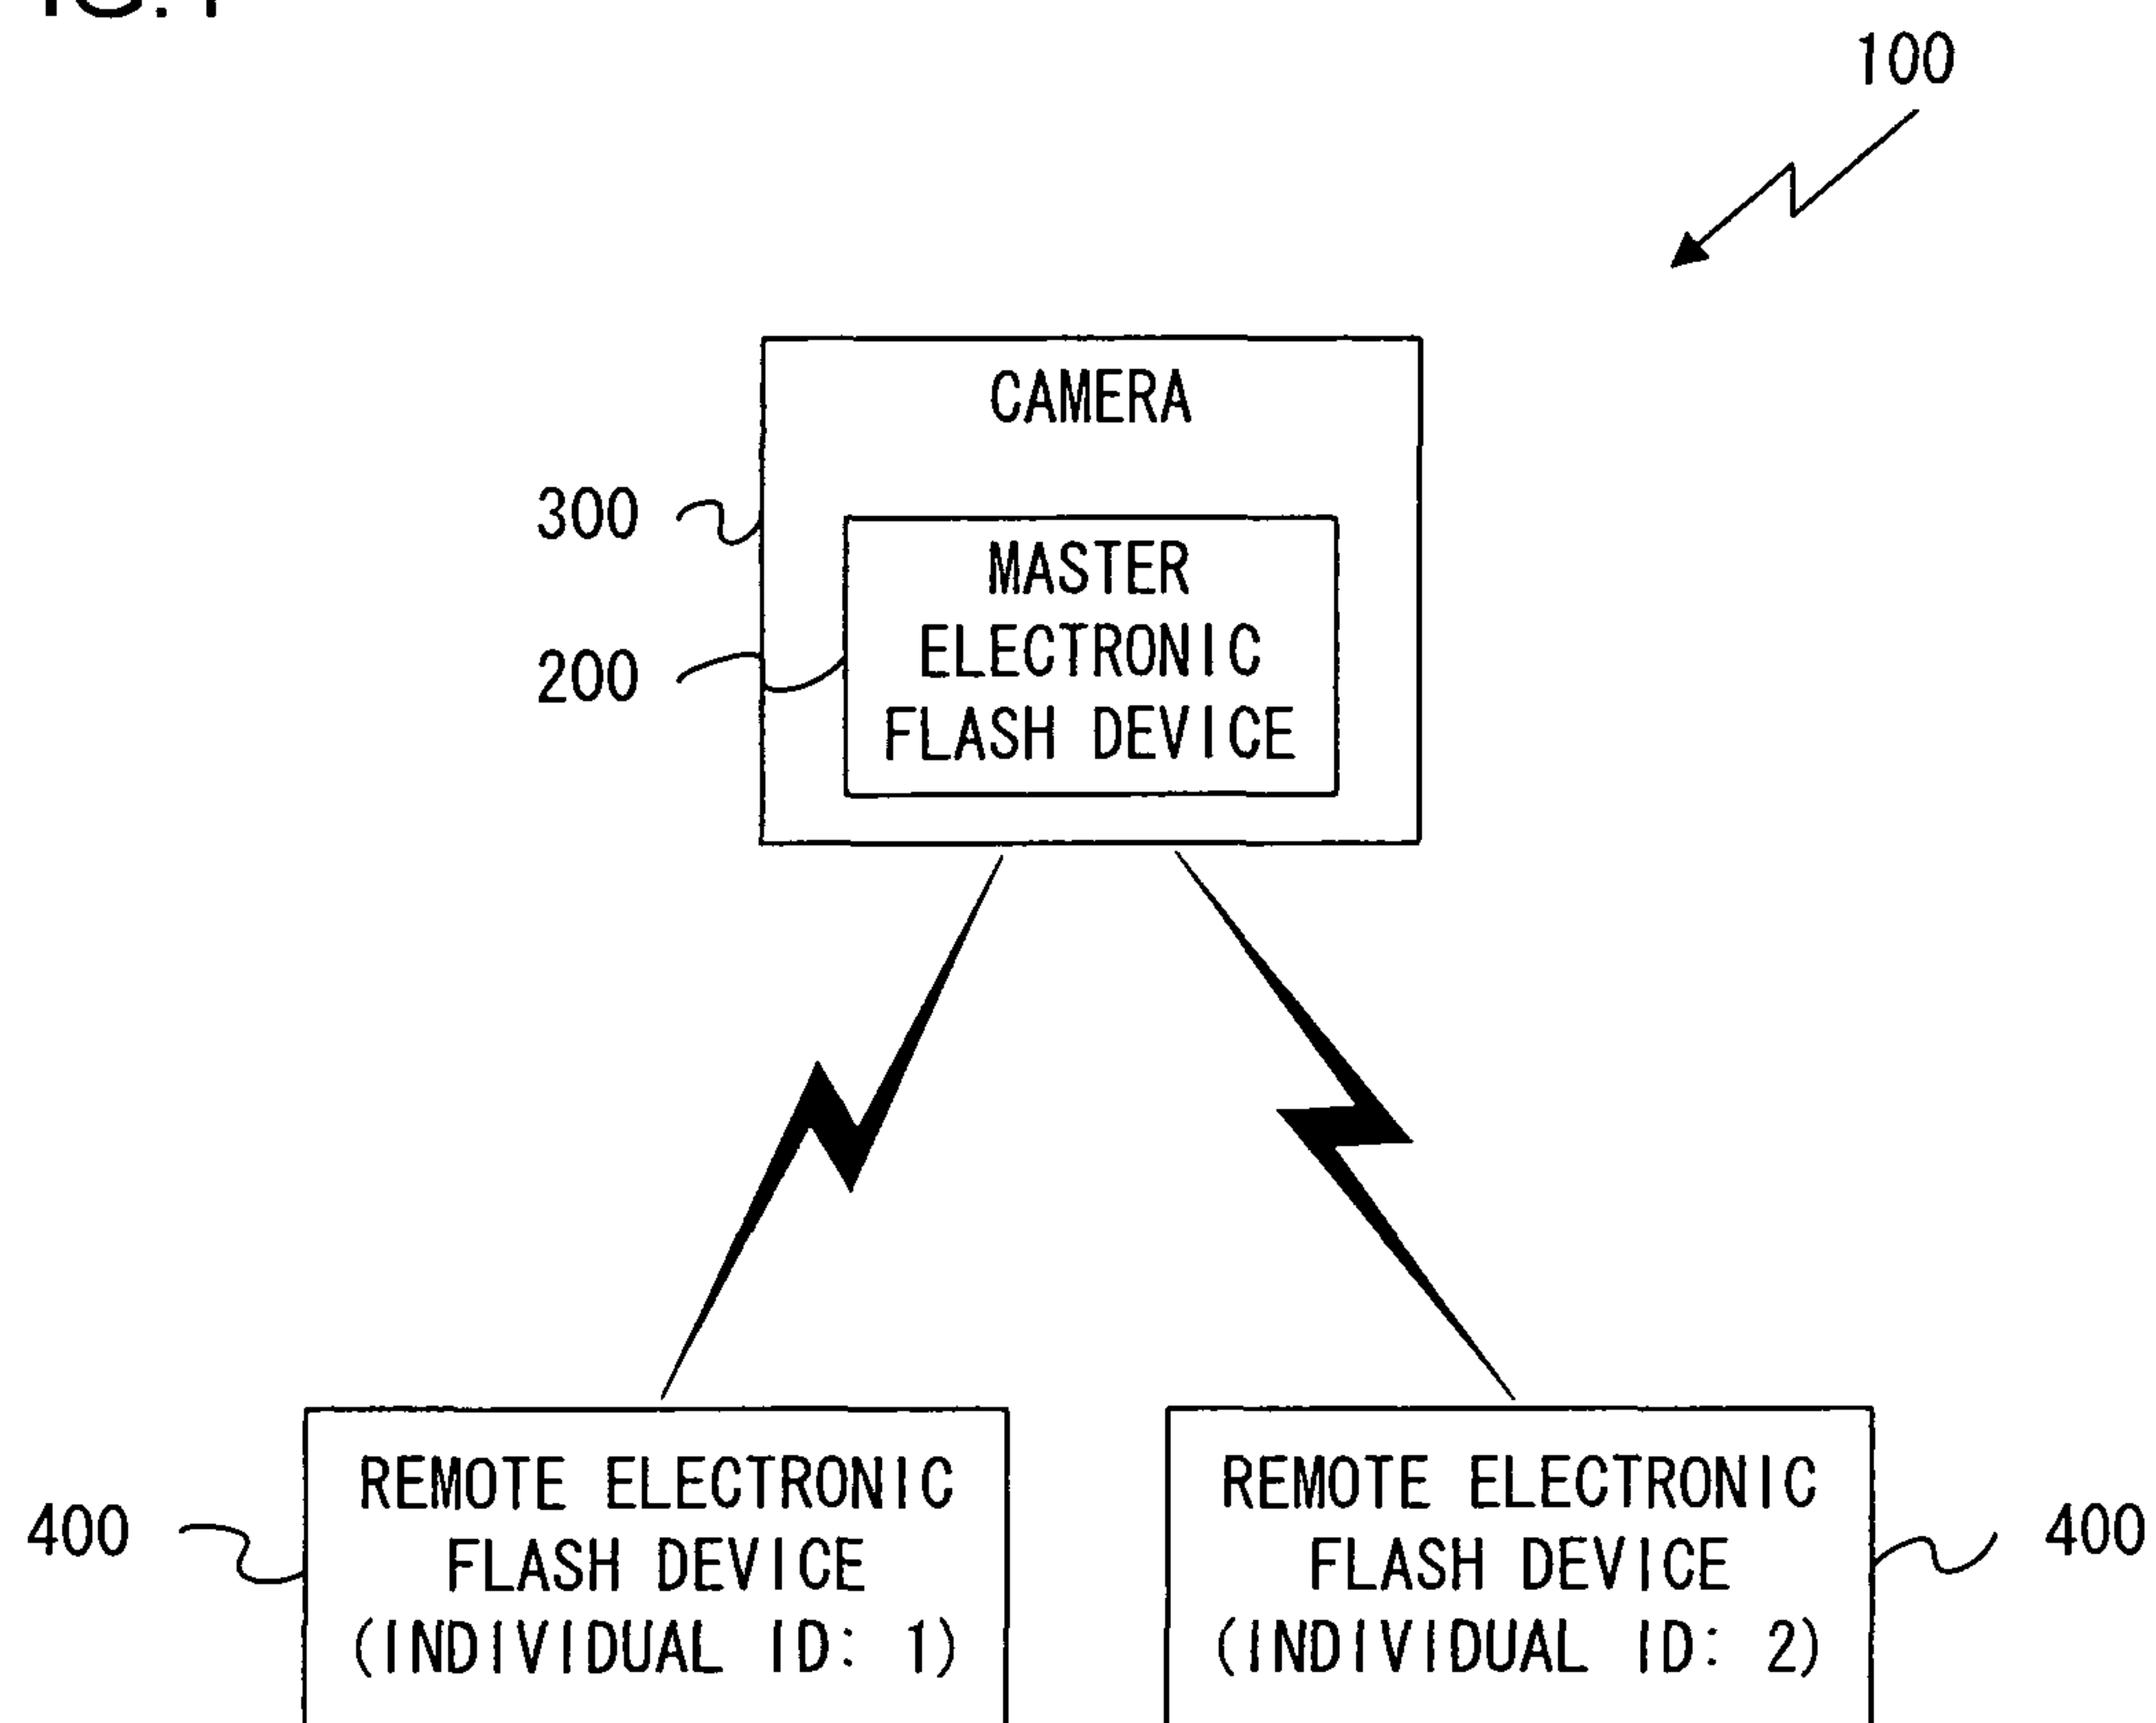 100
CAMERA
300
MASTER
ELECTRONIC
FLASH DEVICE
200
REMOTE ELECTRONIC
FLASH DEVICE
(INDIVIDUAL ID: 1)
400
REMOTE ELECTRONIC
FLASH DEVICE
(INDIVIDUAL ID: 2)
400